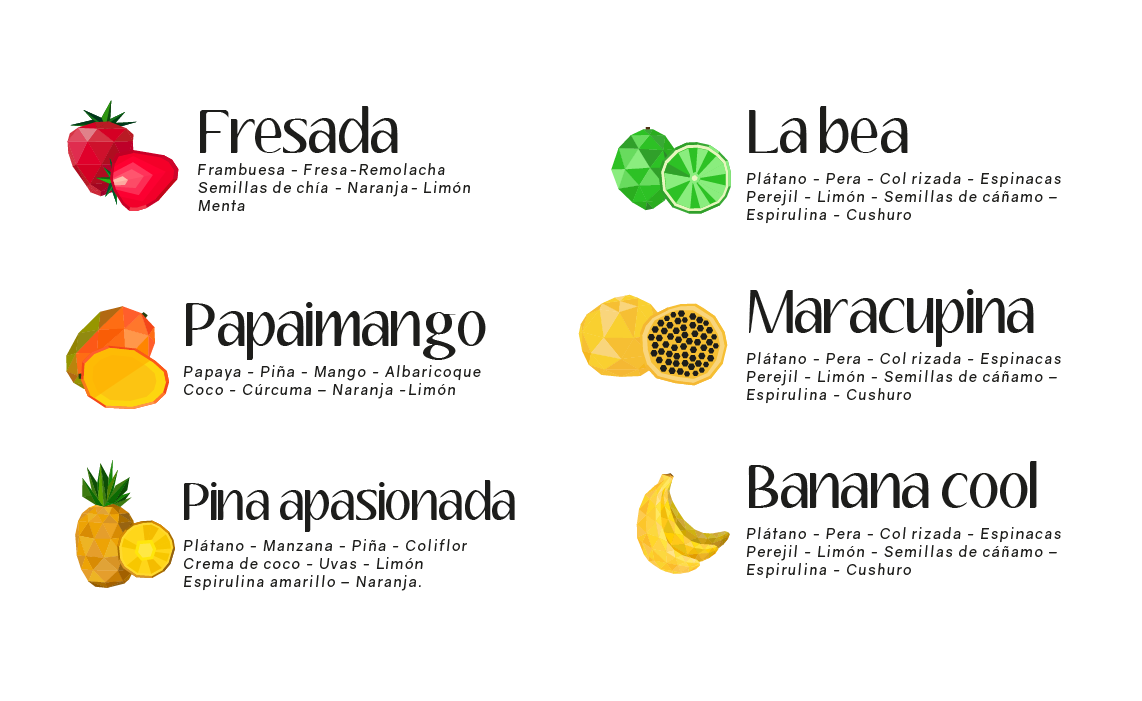 Fresada
Frambuesa - Fresa-Remolacha
Semillas de chía - Naranja- Limón
Menta
Papaimango
Papaya - Piña - Mango - Albaricoque
Coco - Cúrcuma – Naranja -Limón
Pina apasionada
Plátano - Manzana - Piña - Coliflor
Crema de coco - Uvas - Limón
Espirulina amarillo – Naranja.
La bea
Plátano - Pera - Col rizada - Espinacas
Perejil - Limón - Semillas de cáñamo –
Espirulina - Cushuro
Maracupina
Plátano - Pera - Col rizada - Espinacas
Perejil - Limón - Semillas de cáñamo –
Espirulina - Cushuro
Banana cool
Plátano - Pera - Col rizada - Espinacas
Perejil - Limón - Semillas de cáñamo –
Espirulina - Cushuro